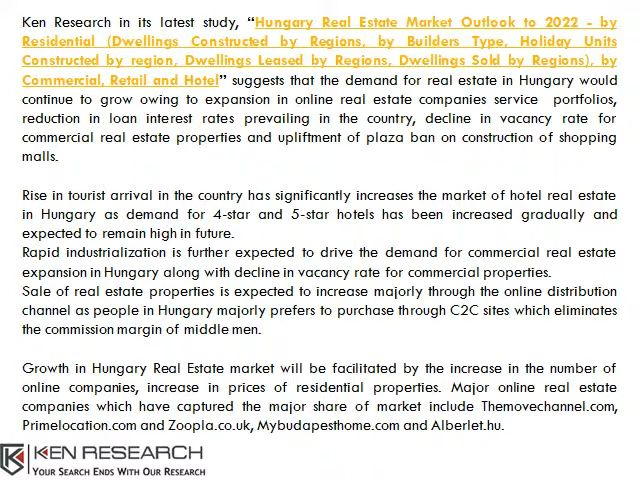 Ken Research in its latest study, “Hungary Real Estate Market Outlook to 2022 - by
Residential (Dwellings Constructed by Regions, by Builders Type, Holiday Units
Constructed by region, Dwellings Leased by Regions, Dwellings Sold by Regions), by
Commercial, Retail and Hotel” suggests that the demand for real estate in Hungary would
continue to grow owing to expansion in online real estate companies service portfolios,
reduction in loan interest rates prevailing in the country, decline in vacancy rate for
commercial real estate properties and upliftment of plaza ban on construction of shopping
malls.
Rise in tourist arrival in the country has significantly increases the market of hotel real estate
in Hungary as demand for 4-star and 5-star hotels has been increased gradually and
expected to remain high in future.
Rapid industrialization is further expected to drive the demand for commercial real estate
expansion in Hungary along with decline in vacancy rate for commercial properties.
Sale of real estate properties is expected to increase majorly through the online distribution
channel as people in Hungary majorly prefers to purchase through C2C sites which eliminates
the commission margin of middle men.
Growth in Hungary Real Estate market will be facilitated by the increase in the number of
online companies, increase in prices of residential properties. Major online real estate
companies which have captured the major share of market include Themovechannel.com,
Primelocation.com and Zoopla.co.uk, Mybudapesthome.com and Alberlet.hu.
KEN RESEARCH
YOUR SEARCH ENDS WITH OUR RESEARCH